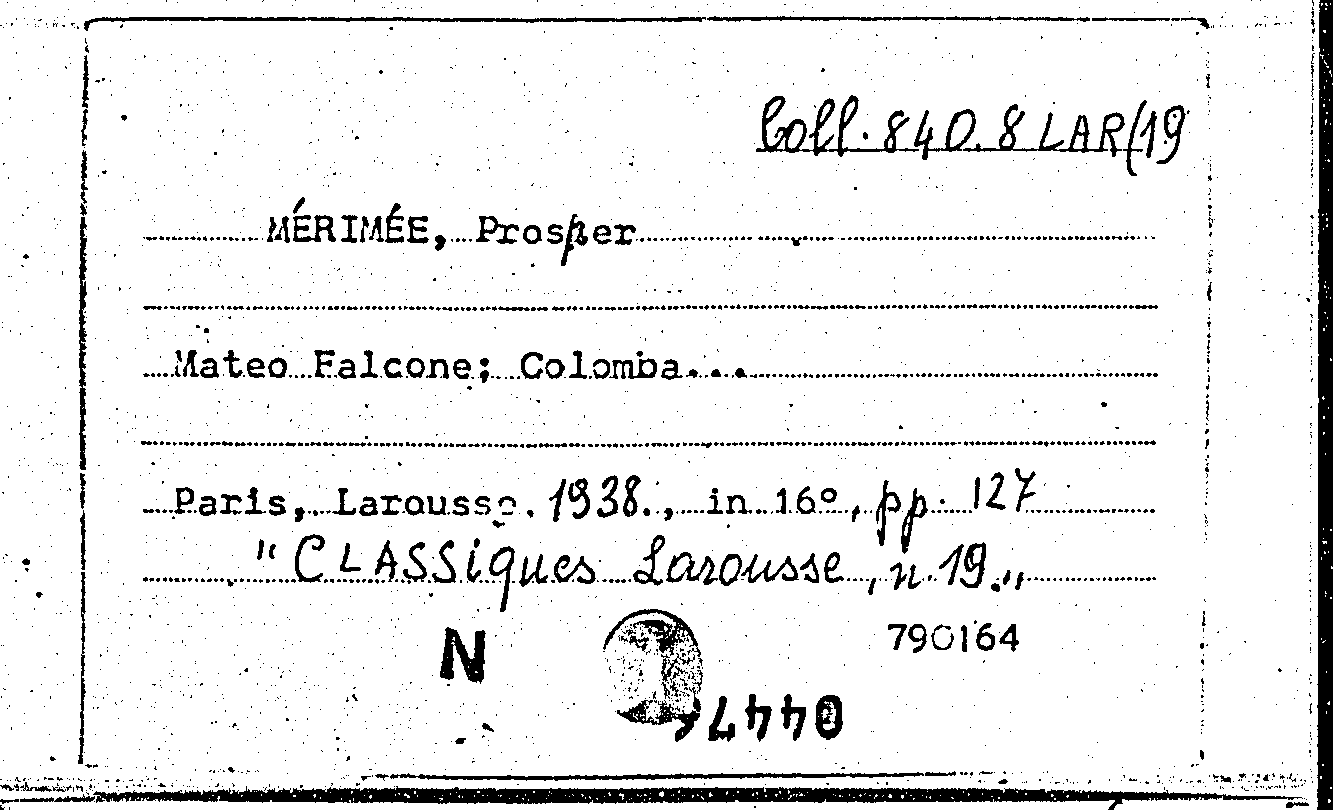 Coll. 840.8 LAR(19
MÉRIMÉE, Prosper
Mateo Falcone; Colomba...
Paris, Larousse. 1938., in 16°, pp. 127
"CLASSiques Larousse, n. 19."
N
790164